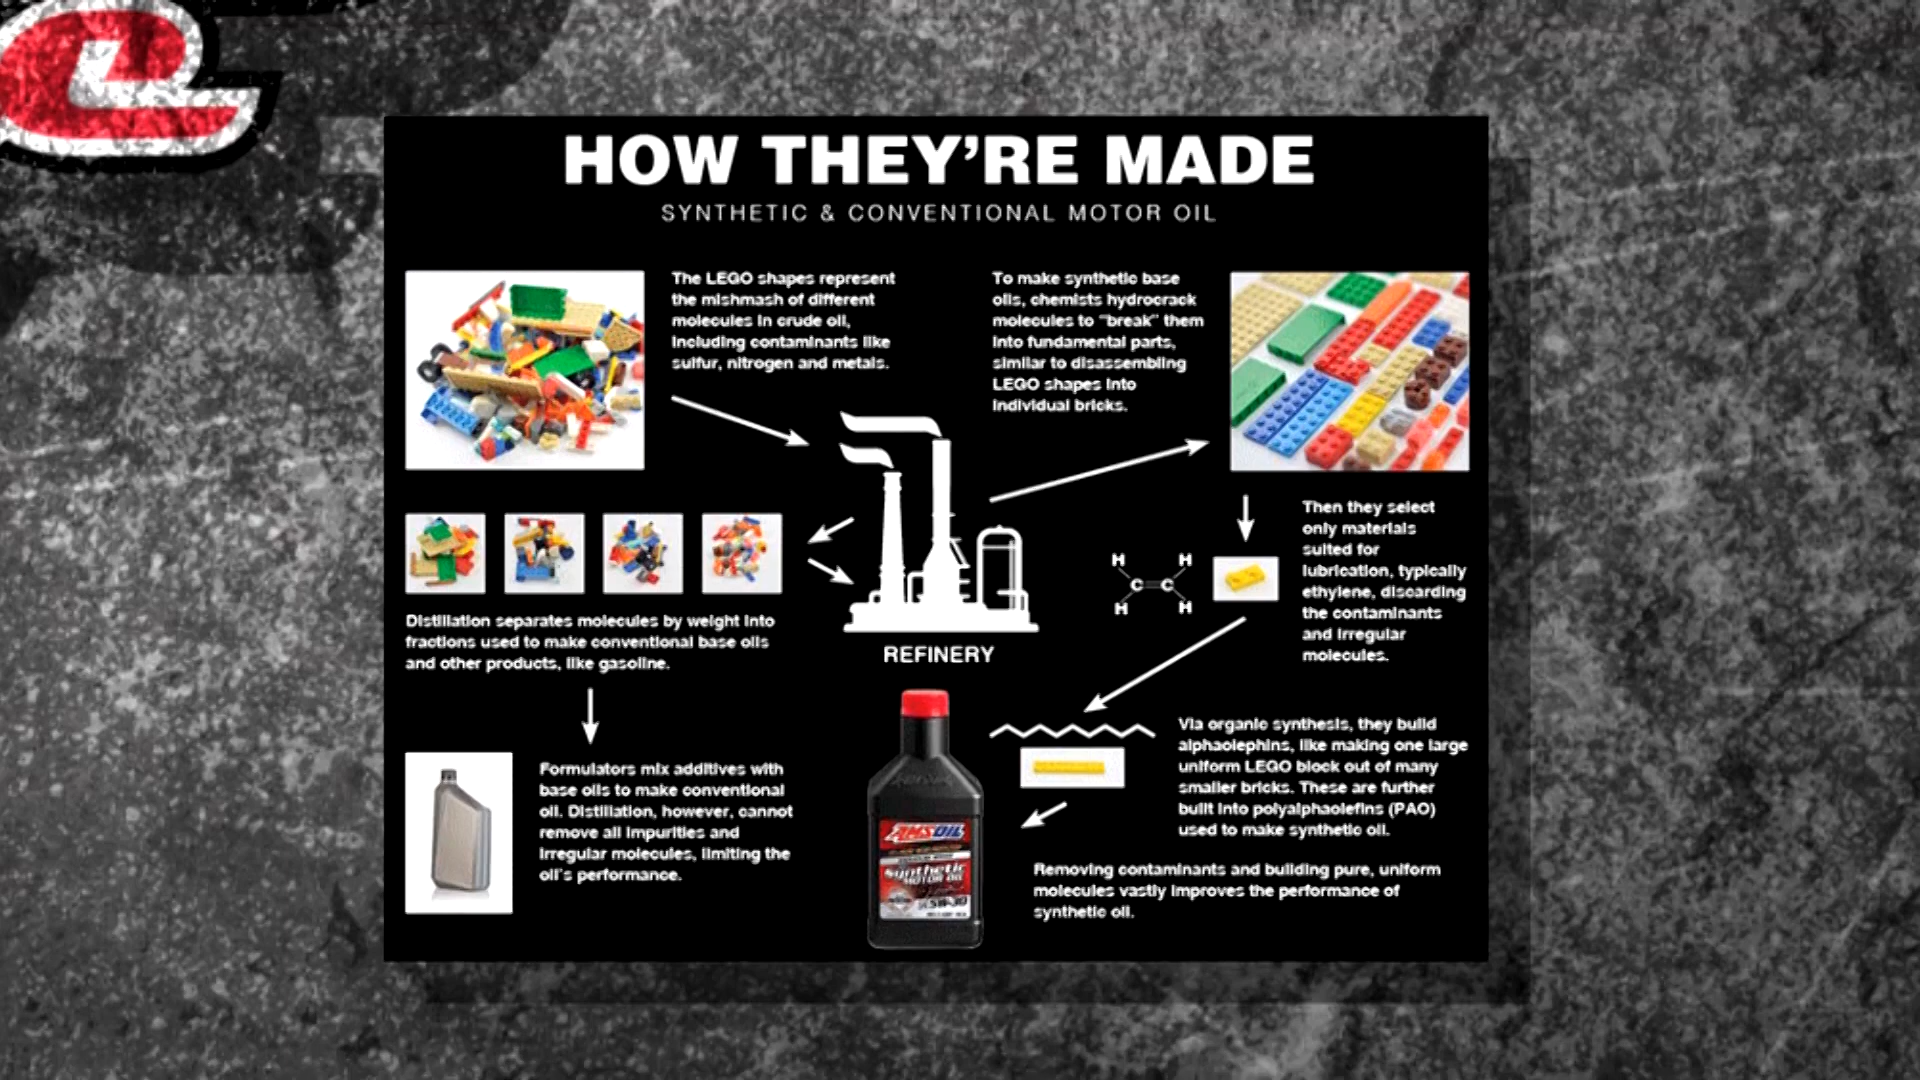 HOW THEY'RE MADE
SYNTHETIC & CONVENTIONAL MOTOR OIL
The LEGO shapes represent
the mishmash of different
molecules in crude oil,
including contaminants like
sulfur, nitrogen and metals.
To make synthetic base
oils, chemists hydrocrack
molecules to "break" them
into fundamental parts,
similar to disassembling
LEGO shapes into
individual bricks.
Distillation separates molecules by weight into
fractions used to make conventional base oils
and other products, like gasoline.
REFINERY
H H
C C
H H
Then they select
only materials
suited for
lubrication, typically
ethylene, discarding
the contaminants
and irregular
molecules.
Formulators mix additives with
base oils to make conventional
oil. Distillation, however, cannot
remove all impurities and
irregular molecules, limiting the
oil's performance.
AMSOIL
Synthetic
MOTOR OIL
Via organic synthesis, they build
alphaolephins, like making one large
uniform LEGO block out of many
smaller bricks. These are further
built into polyalphaolefins (PAO)
used to make synthetic oil.
Removing contaminants and building pure, uniform
molecules vastly improves the performance of
synthetic oil.